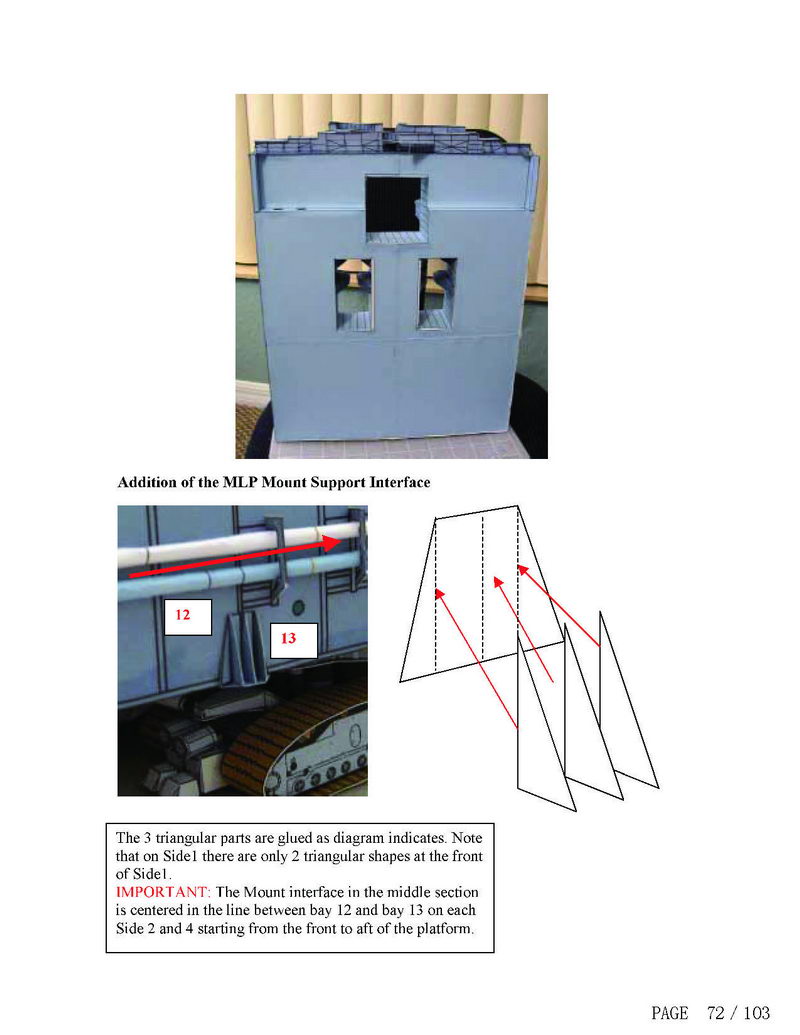 Addition of the MLP Mount Support Interface
12
13
The 3 triangular parts are glued as diagram indicates. Note
that on Side1 there are only 2 triangular shapes at the front
of Side1.
IMPORTANT: The Mount interface in the middle section
is centered in the line between bay 12 and bay 13 on each
Side 2 and 4 starting from the front to aft of the platform.
PAGE 72 / 103